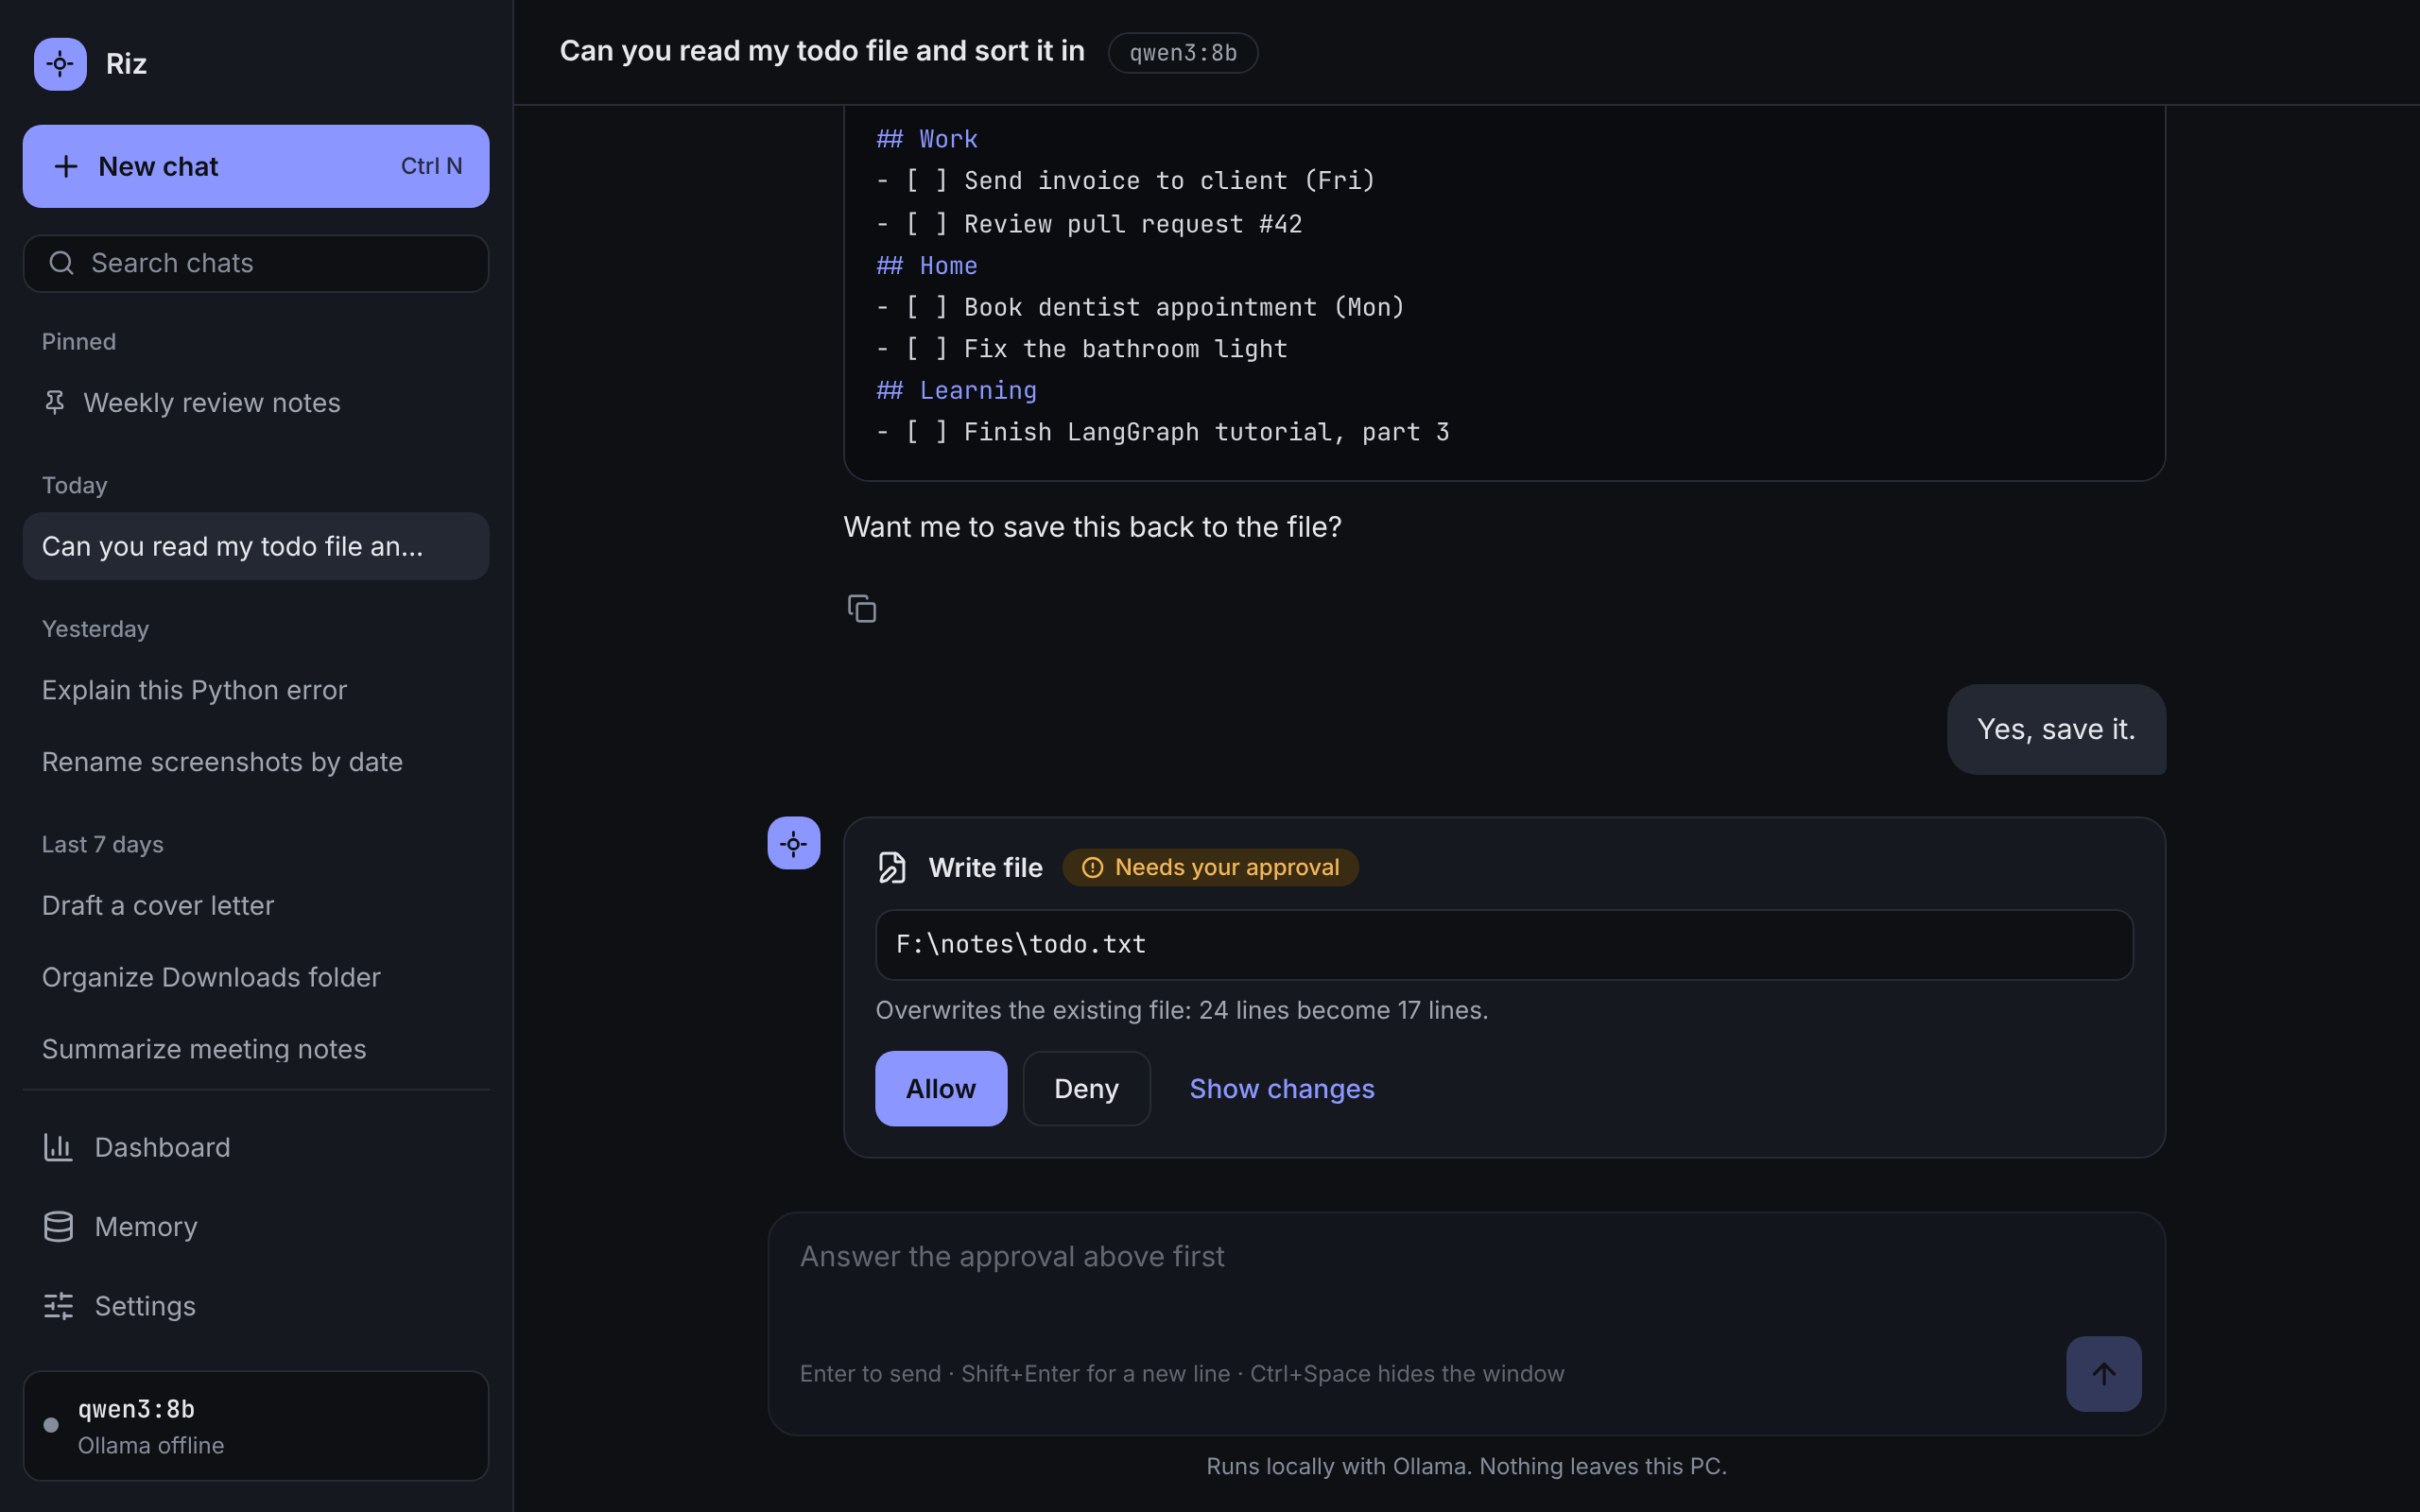 Riz
New chat Ctrl N
Search chats
Pinned
Weekly review notes
Today
Can you read my todo file an...
Yesterday
Explain this Python error
Rename screenshots by date
Last 7 days
Draft a cover letter
Organize Downloads folder
Summarize meeting notes
Dashboard
Memory
Settings
qwen3:8b
Ollama offline
Can you read my todo file and sort it in qwen3:8b
## Work
- [ ] Send invoice to client (Fri)
- [ ] Review pull request #42
## Home
- [ ] Book dentist appointment (Mon)
- [ ] Fix the bathroom light
## Learning
- [ ] Finish LangGraph tutorial, part 3
Want me to save this back to the file?
Yes, save it.
Write file Needs your approval
F:\notes\todo.txt
Overwrites the existing file: 24 lines become 17 lines.
Allow Deny Show changes
Answer the approval above first
Enter to send · Shift+Enter for a new line · Ctrl+Space hides the window
Runs locally with Ollama. Nothing leaves this PC.